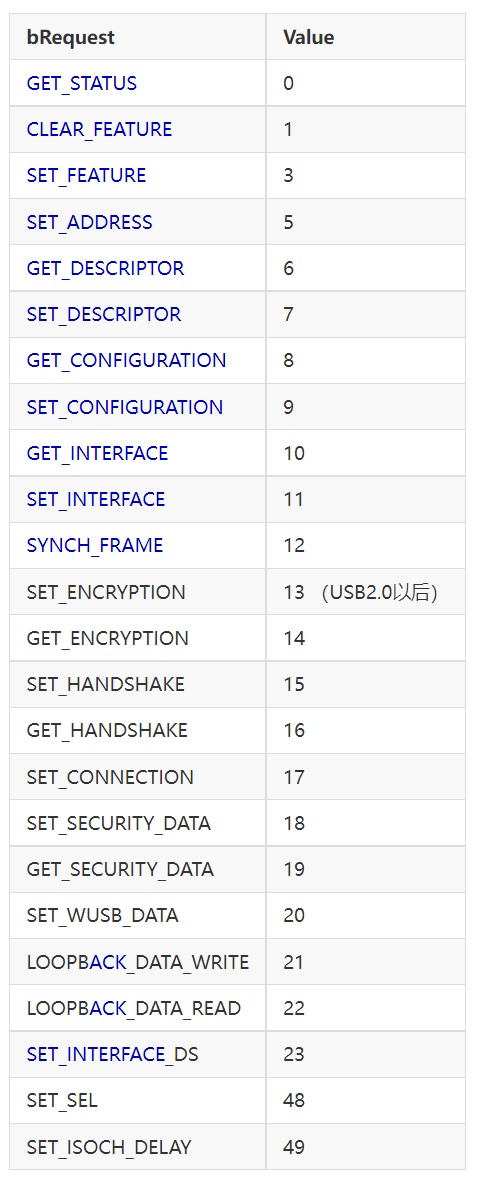 bRequest Value
GET_STATUS 0
CLEAR_FEATURE 1
SET_FEATURE 3
SET_ADDRESS 5
GET_DESCRIPTOR 6
SET_DESCRIPTOR 7
GET_CONFIGURATION 8
SET_CONFIGURATION 9
GET_INTERFACE 10
SET_INTERFACE 11
SYNCH_FRAME 12
SET_ENCRYPTION 13 （USB2.0以后）
GET_ENCRYPTION 14
SET_HANDSHAKE 15
GET_HANDSHAKE 16
SET_CONNECTION 17
SET_SECURITY_DATA 18
GET_SECURITY_DATA 19
SET_WUSB_DATA 20
LOOPBACK_DATA_WRITE 21
LOOPBACK_DATA_READ 22
SET_INTERFACE_DS 23
SET_SEL 48
SET_ISOCH_DELAY 49